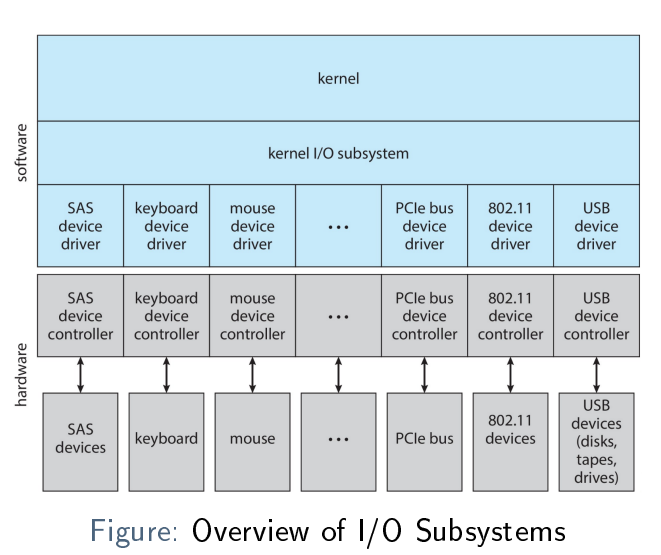 kernel
software
kernel I/O subsystem
SAS
device
driver
keyboard
device
driver
mouse
device
driver
...
PCIe bus
device
driver
802.11
device
driver
USB
device
driver
hardware
SAS
device
controller
keyboard
device
controller
mouse
device
controller
...
PCIe bus
device
controller
802.11
device
controller
USB
device
controller
SAS
devices
keyboard
mouse
...
PCIe bus
802.11
devices
USB
devices
(disks,
tapes,
drives)
Figure: Overview of I/O Subsystems